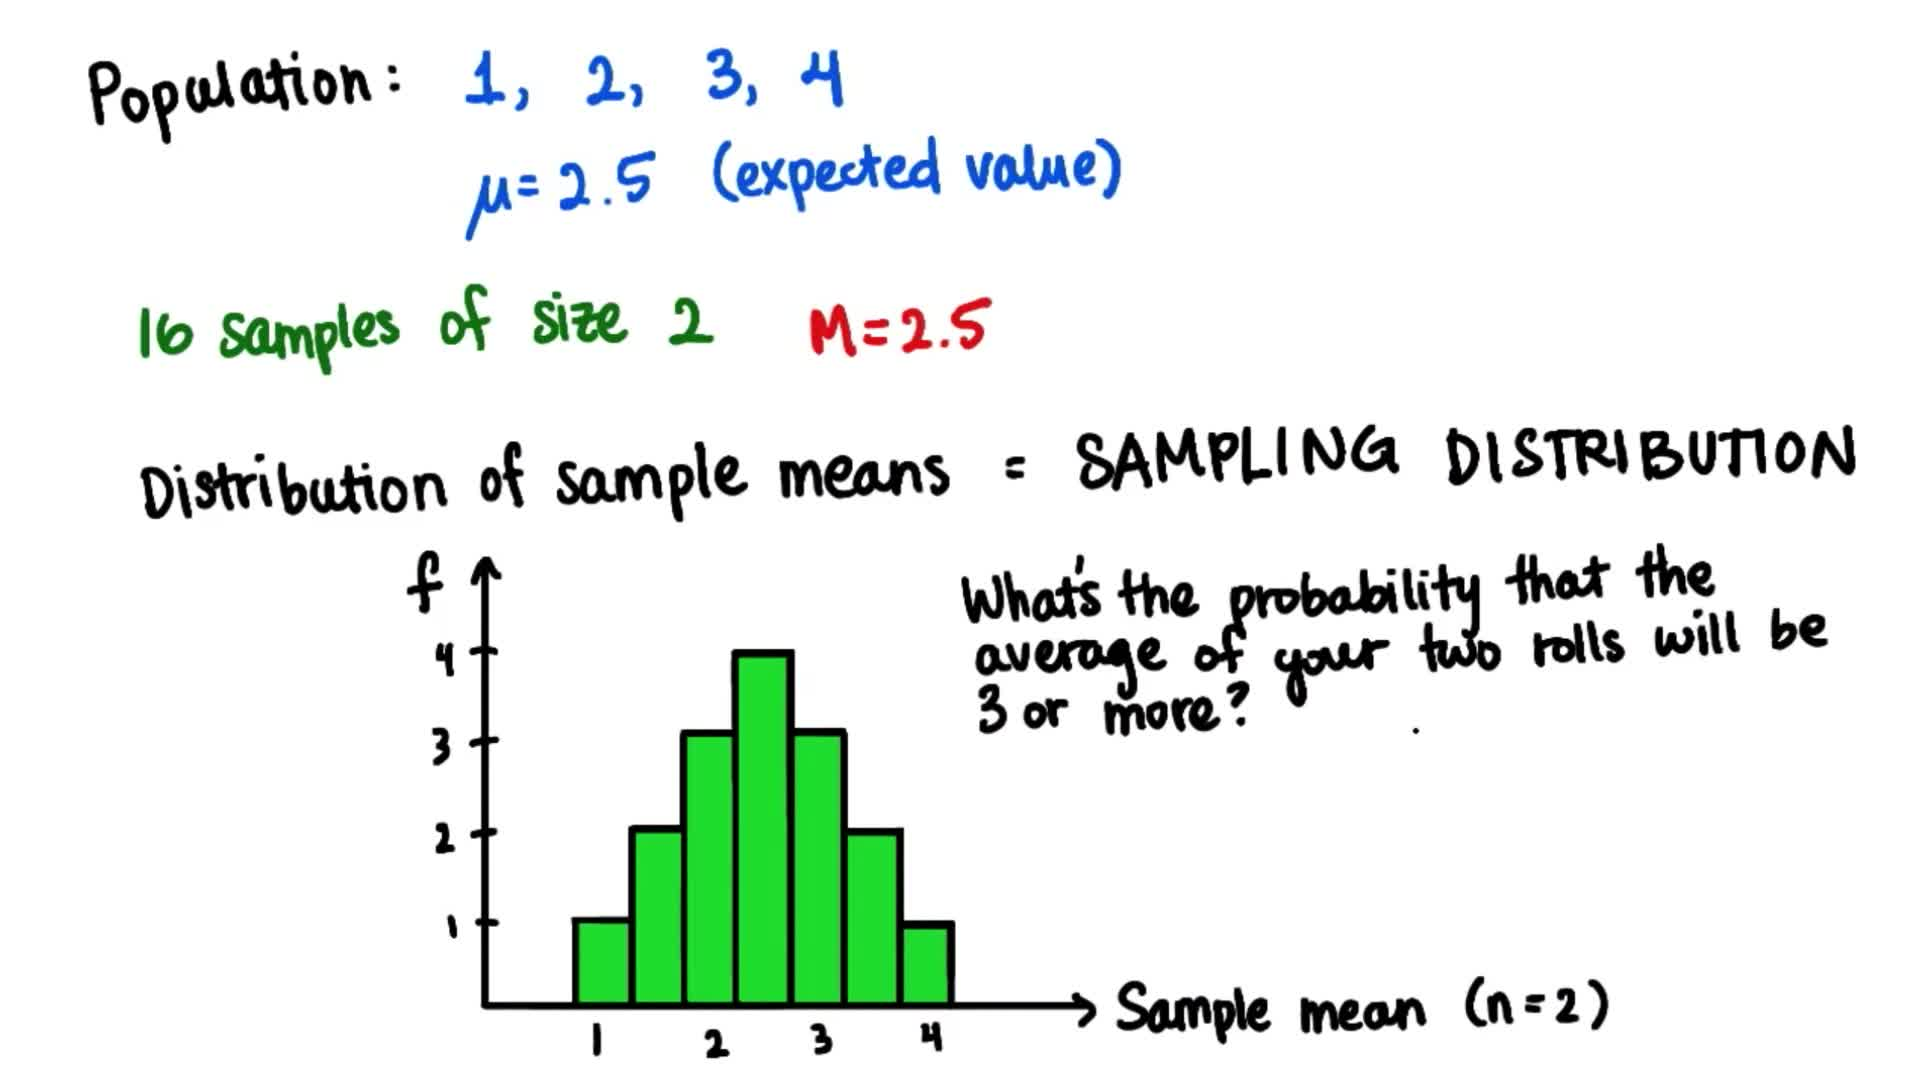 Population: 1, 2, 3, 4
μ=2.5 (expected value)
16 samples of size 2 M=2.5
Distribution of sample means = SAMPLING DISTRIBUTION
f
4
3
2
1
1 2 3 4
Sample mean (n=2)
What's the probability that the
average of your two rolls will be
3 or more?